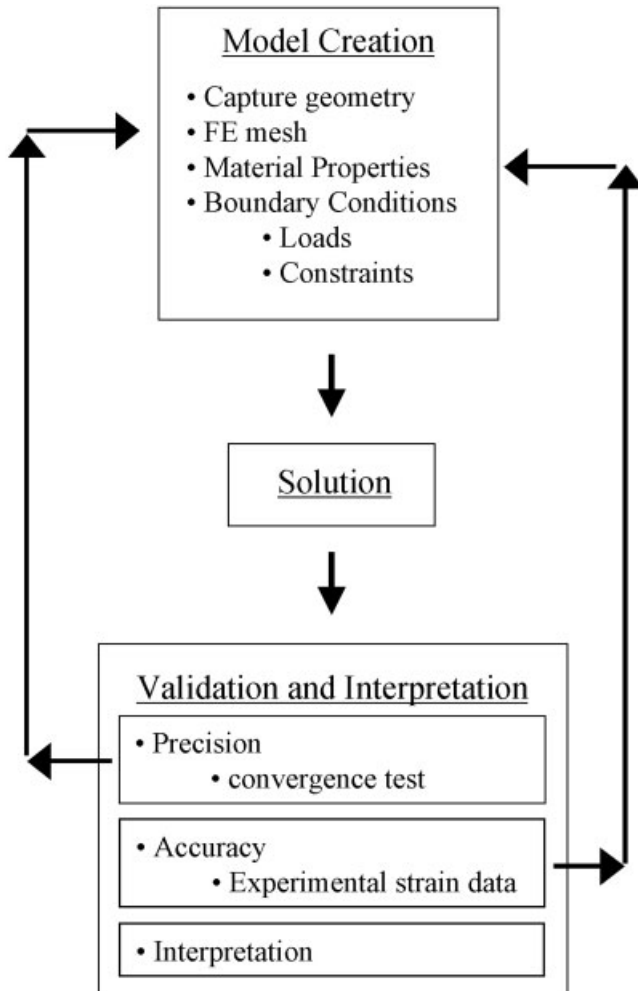 Model Creation
• Capture geometry
• FE mesh
• Material Properties
• Boundary Conditions
• Loads
• Constraints
Solution
Validation and Interpretation
• Precision
• convergence test
• Accuracy
• Experimental strain data
• Interpretation